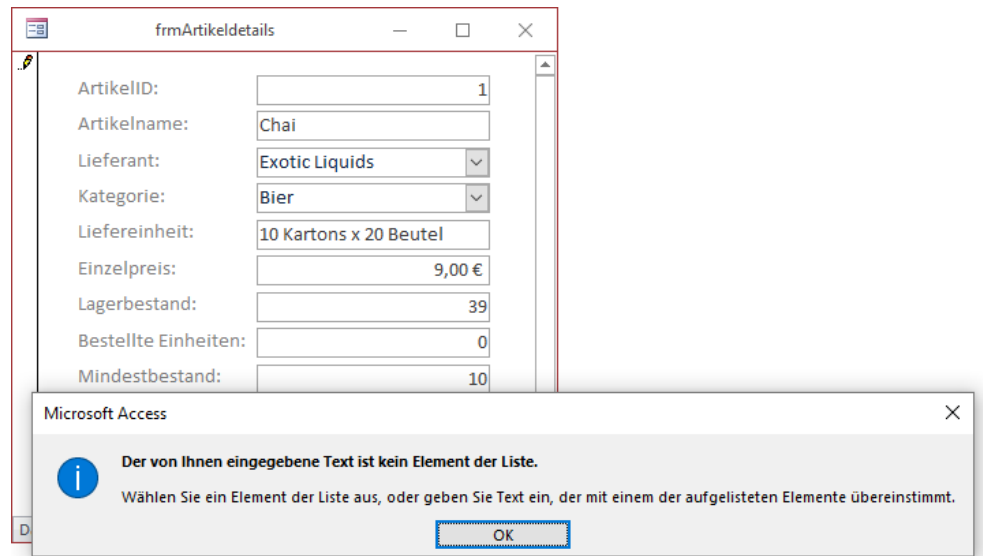 frmArtikeldetails
ArtikelID: 1
Artikelname: Chai
Lieferant: Exotic Liquids
Kategorie: Bier
Liefereinheit: 10 Kartons x 20 Beutel
Einzelpreis: 9,00 €
Lagerbestand: 39
Bestellte Einheiten: 0
Mindestbestand: 10
Microsoft Access
Der von Ihnen eingegebene Text ist kein Element der Liste.
Wählen Sie ein Element der Liste aus, oder geben Sie Text ein, der mit einem der aufgelisteten Elemente übereinstimmt.
D
OK